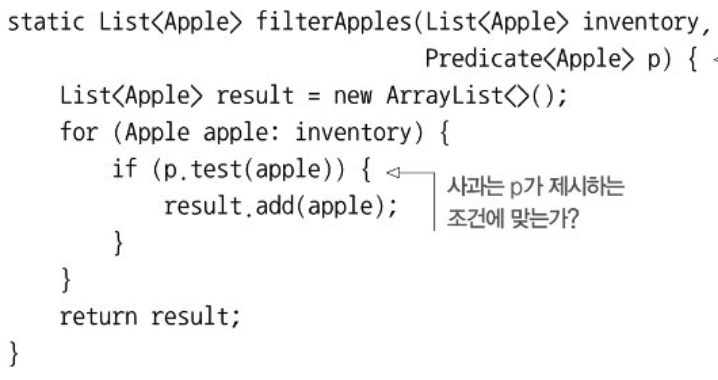 static List<Apple> filterApples(List<Apple> inventory,
                                Predicate<Apple> p) {
    List<Apple> result = new ArrayList<>();
    for (Apple apple: inventory) {
        if (p.test(apple)) {
            result.add(apple);
사과는 p가 제시하는
조건에 맞는가?
        }
    }
    return result;
}